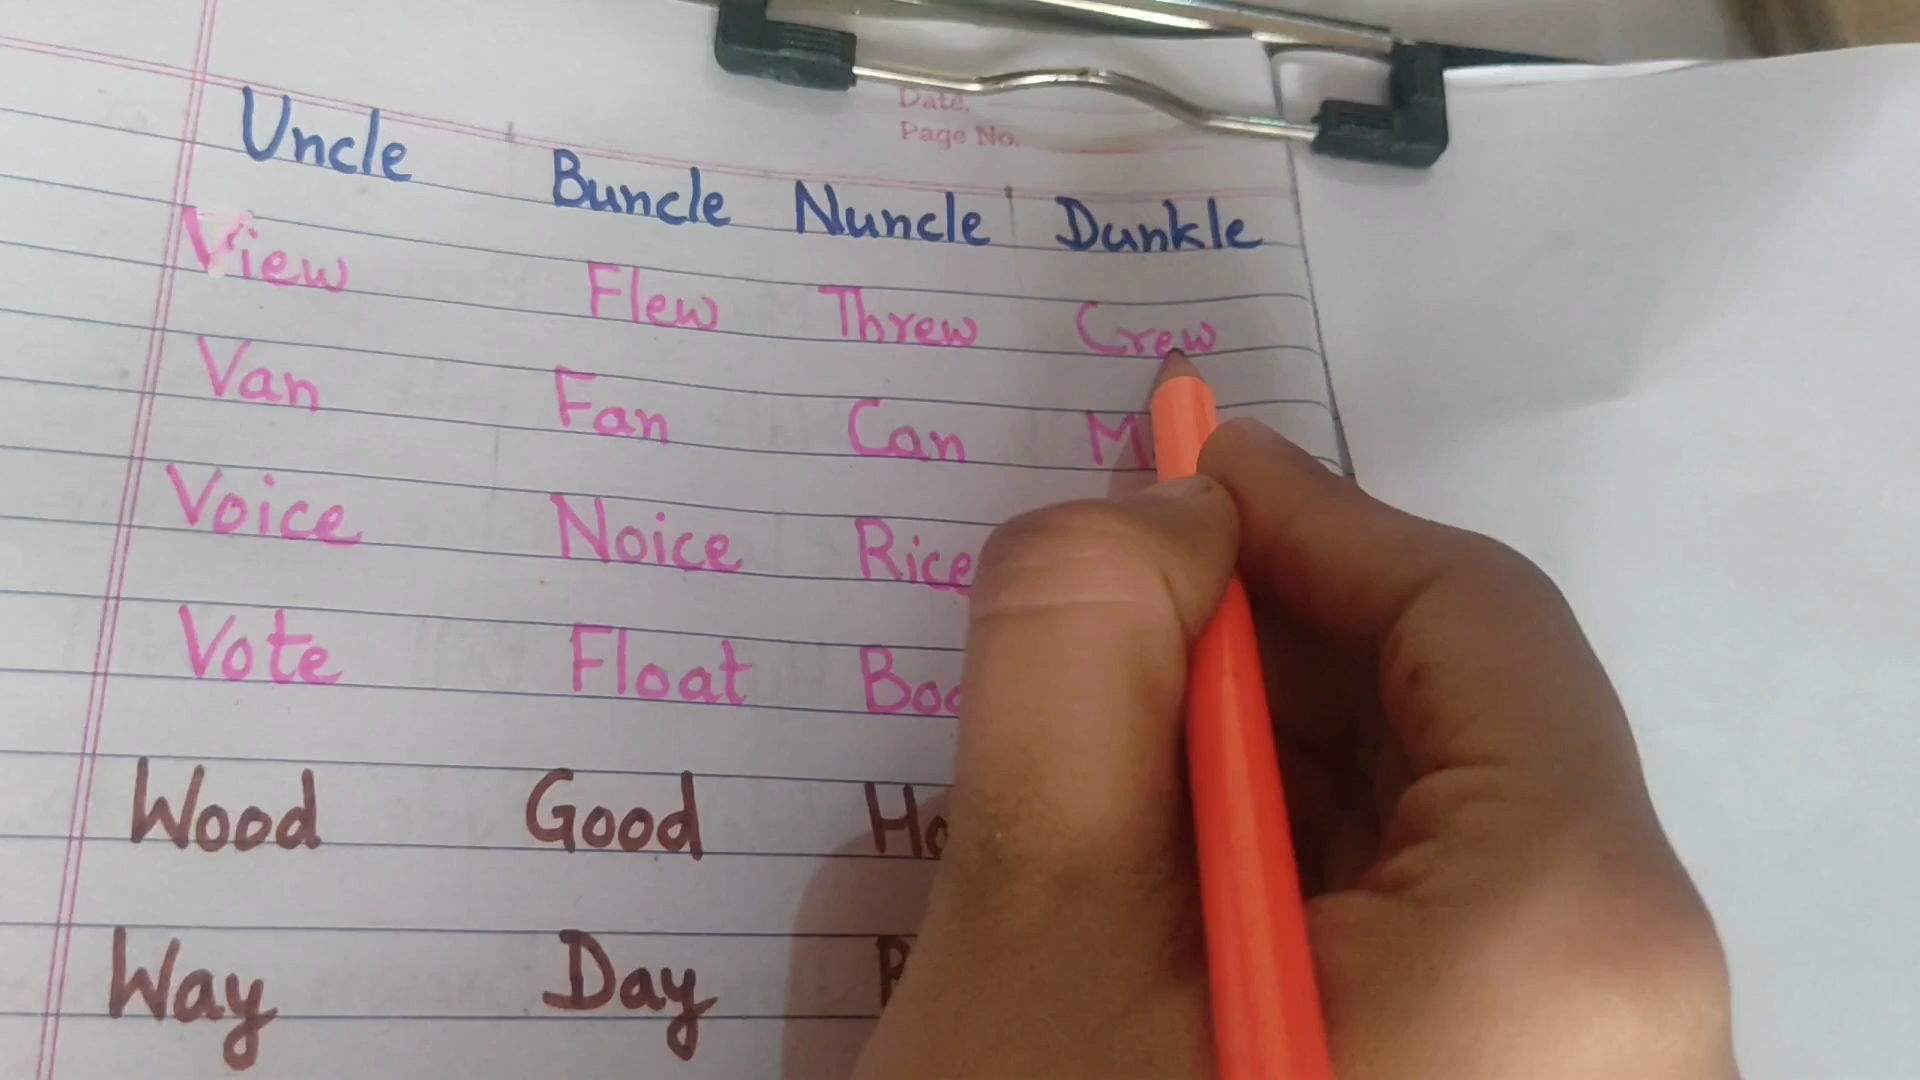 Date.
Page No.
Uncle Buncle Nuncle Dunkle
View Flew Threw Crew
Van Fan Can
Voice Noice Rice
Vote Float
Wood Good
Way Day